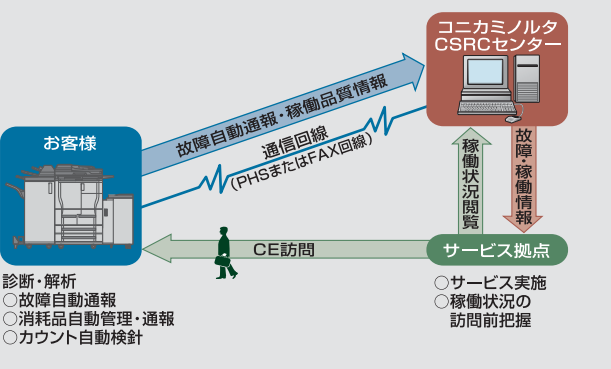 コニカミノルタ
CSRCセンター
故障自動通報・稼働品質情報
お客様
通信回線
(PHSまたはFAX回線)
稼働状況閲覧
故障・稼働情報
CE訪問
サービス拠点
診断・解析
○故障自動通報
○消耗品自動管理・通報
○カウント自動検針
○サービス実施
○稼働状況の
訪問前把握